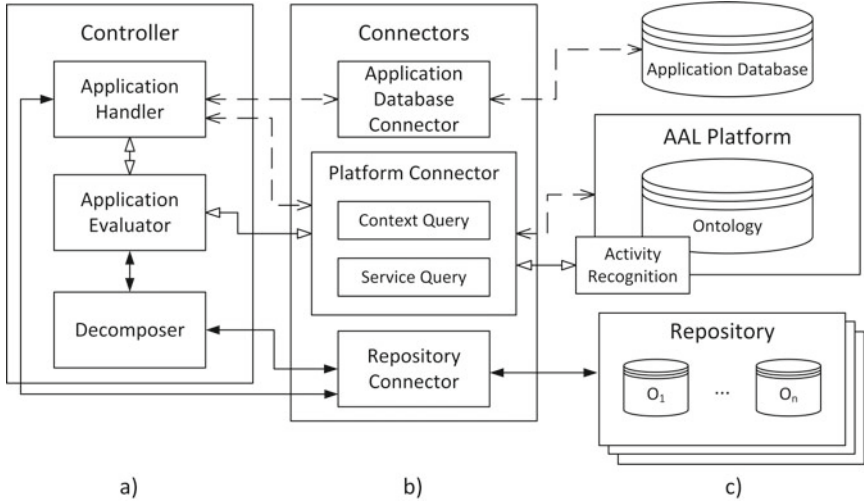 Controller
Application
Handler
Application
Evaluator
Decomposer
Connectors
Application
Database
Connector
Platform Connector
Context Query
Service Query
Repository
Connector
Application Database
AAL Platform
Ontology
Activity
Recognition
Repository
O₁ ... Oₙ
a) b) c)